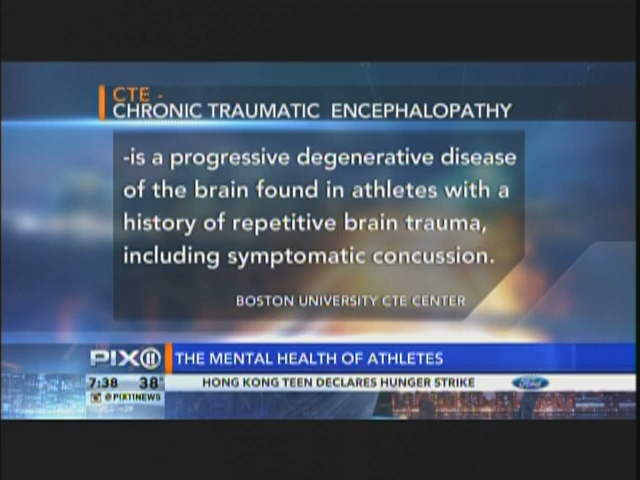 CTE -
CHRONIC TRAUMATIC ENCEPHALOPATHY
-is a progressive degenerative disease
of the brain found in athletes with a
history of repetitive brain trauma,
including symptomatic concussion.
BOSTON UNIVERSITY CTE CENTER
PIX11 THE MENTAL HEALTH OF ATHLETES
7:38 38° HONG KONG TEEN DECLARES HUNGER STRIKE Ford
@PIX11NEWS